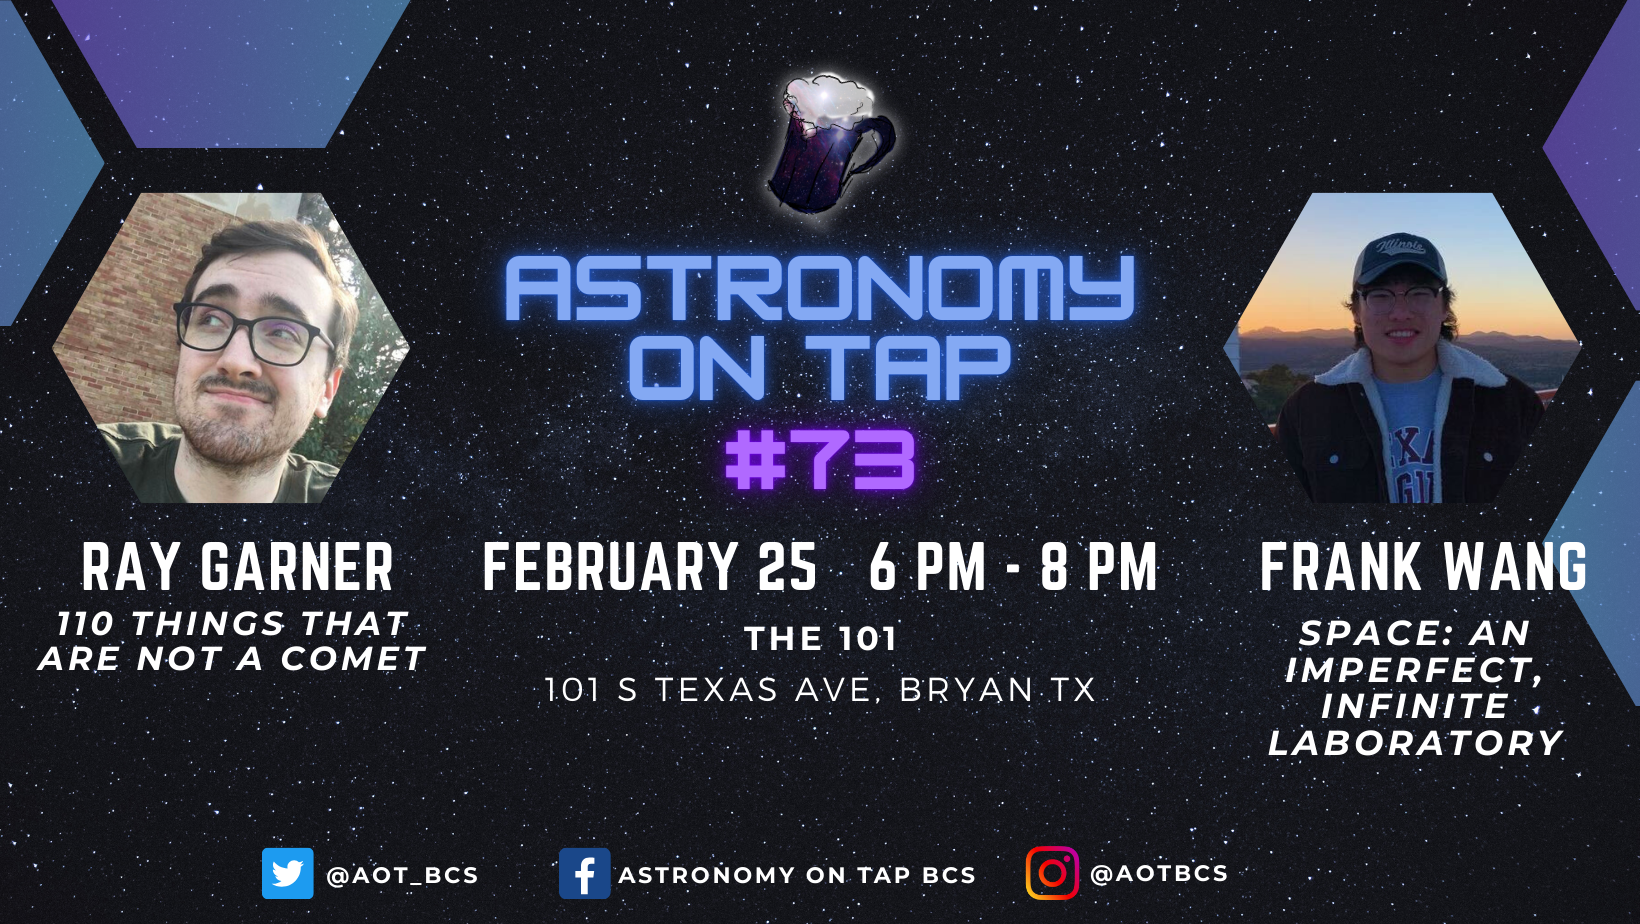 ASTRONOMY
ON TAP
#73
RAY GARNER
110 THINGS THAT
ARE NOT A COMET
FEBRUARY 25 6 PM - 8 PM
THE 101
101 S TEXAS AVE, BRYAN TX
FRANK WANG
SPACE: AN
IMPERFECT,
INFINITE
LABORATORY
Illinois
@AOT_BCS
ASTRONOMY ON TAP BCS
@AOTBCS